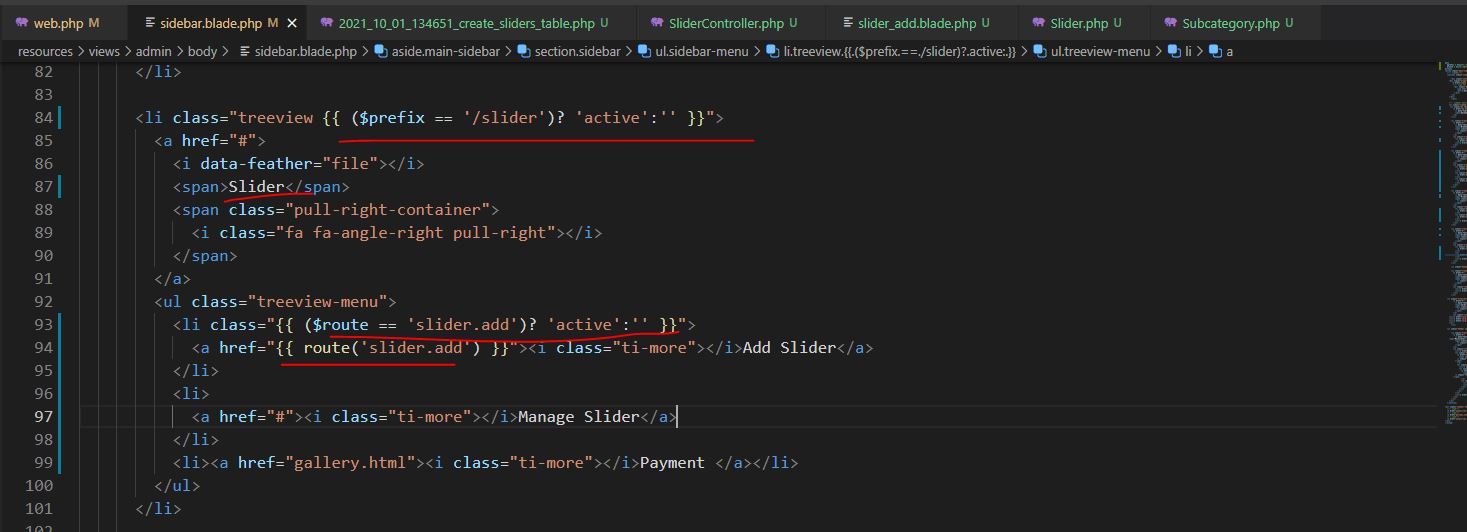 web.php M sidebar.blade.php M × 2021_10_01_134651_create_sliders_table.php U SliderController.php U slider_add.blade.php U Slider.php U Subcategory.php U
resources > views > admin > body > sidebar.blade.php > aside.main-sidebar > section.sidebar > ul.sidebar-menu > li.treeview.{{.($prefix.==./slider)?.active:.}} > ul.treeview-menu > li > a
82 </li>
83
84 <li class="treeview {{ ($prefix == '/slider')? 'active':'' }}">
85 <a href="#">
86 <i data-feather="file"></i>
87 <span>Slider</span>
88 <span class="pull-right-container">
89 <i class="fa fa-angle-right pull-right"></i>
90 </span>
91 </a>
92 <ul class="treeview-menu">
93 <li class="{{ ($route == 'slider.add')? 'active':'' }}">
94 <a href="{{ route('slider.add') }}"><i class="ti-more"></i>Add Slider</a>
95 </li>
96 <li>
97 <a href="#"><i class="ti-more"></i>Manage Slider</a>
98 </li>
99 <li><a href="gallery.html"><i class="ti-more"></i>Payment </a></li>
100 </ul>
101 </li>
102